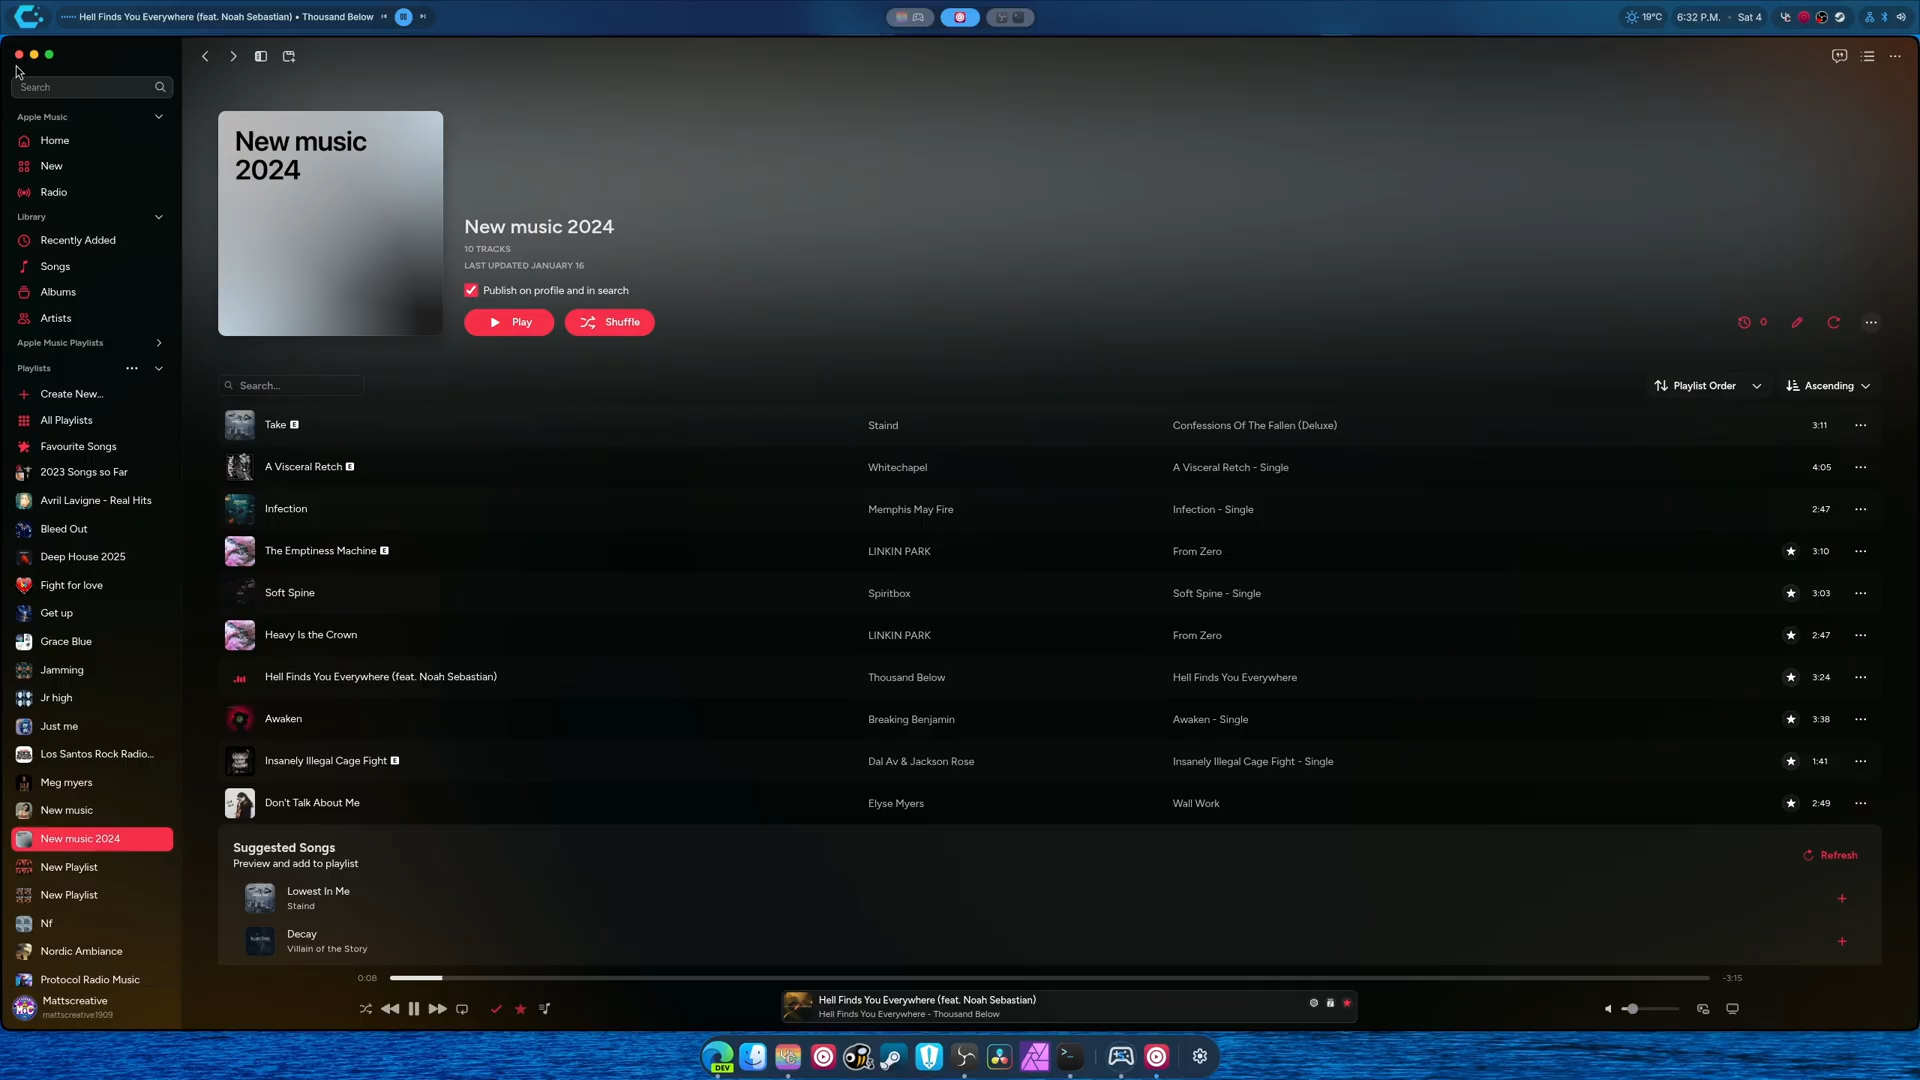 Hell Finds You Everywhere (feat. Noah Sebastian) • Thousand Below
19°C
6:32 P.M. • Sat 4
Search
Apple Music
Home
New
Radio
Library
Recently Added
Songs
Albums
Artists
Apple Music Playlists
Playlists
Create New...
All Playlists
Favourite Songs
2023 Songs so Far
Avril Lavigne - Real Hits
Bleed Out
Deep House 2025
Fight for love
Get up
Grace Blue
Jamming
Jr high
Just me
Los Santos Rock Radio...
Meg myers
New music
New music 2024
New Playlist
New Playlist
Nf
Nordic Ambiance
Protocol Radio Music
Mattscreative
mattscreative1909
New music
2024
New music 2024
10 TRACKS
LAST UPDATED JANUARY 16
Publish on profile and in search
Play
Shuffle
0
Search...
Playlist Order
Ascending
Take E Staind Confessions Of The Fallen (Deluxe) 3:11
A Visceral Retch E Whitechapel A Visceral Retch - Single 4:05
Infection Memphis May Fire Infection - Single 2:47
The Emptiness Machine E LINKIN PARK From Zero 3:10
Soft Spine Spiritbox Soft Spine - Single 3:03
Heavy Is the Crown LINKIN PARK From Zero 2:47
Hell Finds You Everywhere (feat. Noah Sebastian) Thousand Below Hell Finds You Everywhere 3:24
Awaken Breaking Benjamin Awaken - Single 3:38
Insanely Illegal Cage Fight E Dal Av & Jackson Rose Insanely Illegal Cage Fight - Single 1:41
Don't Talk About Me Elyse Myers Wall Work 2:49
Suggested Songs
Preview and add to playlist
Refresh
Lowest In Me
Staind
Decay
Villain of the Story
0:08
-3:15
Hell Finds You Everywhere (feat. Noah Sebastian)
Hell Finds You Everywhere - Thousand Below
DEV